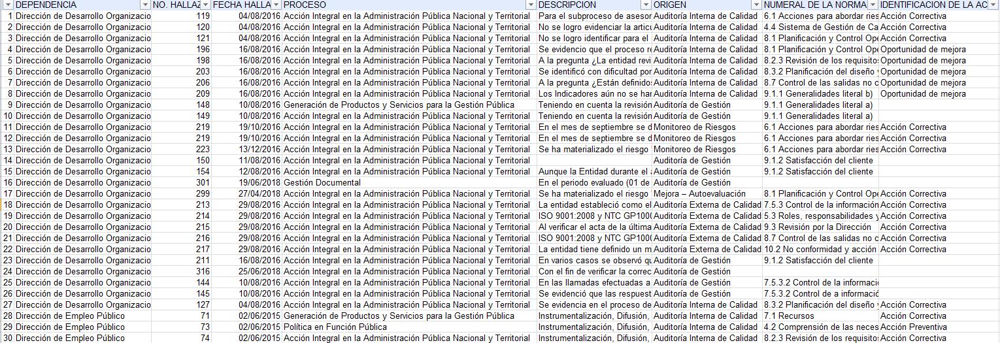 DEPENDENCIA NO. HALLAZ FECHA HALLA PROCESO DESCRIPCION ORIGEN NUMERAL DE LA NORMA IDENTIFICACION DE LA AC
1 Dirección de Desarrollo Organizacio 119 04/08/2016 Acción Integral en la Administración Pública Nacional y Territorial Para el subproceso de asesor Auditoría Interna de Calidad 6.1 Acciones para abordar ries Acción Correctiva
2 Dirección de Desarrollo Organizacio 120 04/08/2016 Acción Integral en la Administración Pública Nacional y Territorial No se logro evidenciar la articu Auditoría Interna de Calidad 4.4 Sistema de Gestión de Ca Acción Correctiva
3 Dirección de Desarrollo Organizacio 121 04/08/2016 Acción Integral en la Administración Pública Nacional y Territorial No se logro identificar para el Auditoría Interna de Calidad 8.1 Planificación y Control Ope Acción Correctiva
4 Dirección de Desarrollo Organizacio 196 16/08/2016 Acción Integral en la Administración Pública Nacional y Territorial Se evidencio que el proceso re Auditoría Interna de Calidad 8.1 Planificación y Control Ope Oportunidad de mejora
5 Dirección de Desarrollo Organizacio 198 16/08/2016 Acción Integral en la Administración Pública Nacional y Territorial A la pregunta ¿La entidad revi Auditoría Interna de Calidad 8.2.3 Revisión de los requisitos Oportunidad de mejora
6 Dirección de Desarrollo Organizacio 203 16/08/2016 Acción Integral en la Administración Pública Nacional y Territorial Se identificó con dificultad por Auditoría Interna de Calidad 8.3.2 Planificación del diseño y Oportunidad de mejora
7 Dirección de Desarrollo Organizacio 206 16/08/2016 Acción Integral en la Administración Pública Nacional y Territorial A la pregunta ¿Están definidos Auditoría Interna de Calidad 8.7 Control de las salidas no c Oportunidad de mejora
8 Dirección de Desarrollo Organizacio 209 16/08/2016 Acción Integral en la Administración Pública Nacional y Territorial Los Indicadores aún no se har Auditoría Interna de Calidad 9.1.1 Generalidades literal b) Oportunidad de mejora
9 Dirección de Desarrollo Organizacio 148 10/08/2016 Generación de Productos y Servicios para la Gestión Pública Teniendo en cuenta la revisión Auditoría de Gestión 9.1.1 Generalidades literal a)
10 Dirección de Desarrollo Organizacio 149 10/08/2016 Acción Integral en la Administración Pública Nacional y Territorial Teniendo en cuenta la revisión Auditoría de Gestión 9.1.1 Generalidades literal a)
11 Dirección de Desarrollo Organizacio 219 19/10/2016 Acción Integral en la Administración Pública Nacional y Territorial En el mes de septiembre se d Monitoreo de Riesgos 6.1 Acciones para abordar ries Acción Correctiva
12 Dirección de Desarrollo Organizacio 219 19/10/2016 Acción Integral en la Administración Pública Nacional y Territorial En el mes de septiembre se d Monitoreo de Riesgos 6.1 Acciones para abordar ries Acción Correctiva
13 Dirección de Desarrollo Organizacio 223 13/12/2016 Acción Integral en la Administración Pública Nacional y Territorial Se ha materializado el riesgo Monitoreo de Riesgos 6.1 Acciones para abordar ries Acción Correctiva
14 Dirección de Desarrollo Organizacio 150 11/08/2016 Acción Integral en la Administración Pública Nacional y Territorial Auditoría de Gestión 9.1.2 Satisfacción del cliente
15 Dirección de Desarrollo Organizacio 154 12/08/2016 Acción Integral en la Administración Pública Nacional y Territorial Aunque la Entidad durante el Auditoría de Gestión 9.1.2 Satisfacción del cliente
16 Dirección de Desarrollo Organizacio 301 19/06/2018 Gestión Documental En el periodo evaluado (01 de Auditoría de Gestión
17 Dirección de Desarrollo Organizacio 299 27/04/2018 Acción Integral en la Administración Pública Nacional y Territorial Se ha materializado el riesgo Mejora – Autoevaluación 8.1 Planificación y Control Ope Acción Correctiva
18 Dirección de Desarrollo Organizacio 213 29/08/2016 Acción Integral en la Administración Pública Nacional y Territorial La entidad estableció como el Auditoría Externa de Calidad 7.5.3 Control de la información Acción Correctiva
19 Dirección de Desarrollo Organizacio 214 29/08/2016 Acción Integral en la Administración Pública Nacional y Territorial ISO 9001:2008 y NTC GP100 Auditoría Externa de Calidad 5.3 Roles, responsabilidades y Acción Correctiva
20 Dirección de Desarrollo Organizacio 215 29/08/2016 Acción Integral en la Administración Pública Nacional y Territorial Al verificar el acta de la última Auditoría Externa de Calidad 9.3 Revisión por la Dirección Acción Correctiva
21 Dirección de Desarrollo Organizacio 216 29/08/2016 Acción Integral en la Administración Pública Nacional y Territorial ISO 9001:2008 y NTC GP100 Auditoría Externa de Calidad 8.7 Control de las salidas no c Acción Correctiva
22 Dirección de Desarrollo Organizacio 217 29/08/2016 Acción Integral en la Administración Pública Nacional y Territorial La entidad tiene definido un m Auditoría Externa de Calidad 10.2 No conformidad y acción Acción Correctiva
23 Dirección de Desarrollo Organizacio 211 16/08/2016 Acción Integral en la Administración Pública Nacional y Territorial En varios casos se observó qu Auditoría de Gestión 9.1.2 Satisfacción del cliente
24 Dirección de Desarrollo Organizacio 316 25/06/2018 Acción Integral en la Administración Pública Nacional y Territorial Con el fin de verificar la correc Auditoría de Gestión
25 Dirección de Desarrollo Organizacio 144 10/08/2016 Acción Integral en la Administración Pública Nacional y Territorial En las llamadas efectuadas a Auditoría de Gestión 7.5.3.2 Control de la informació
26 Dirección de Desarrollo Organizacio 145 10/08/2016 Acción Integral en la Administración Pública Nacional y Territorial Se evidenció que las respuest Auditoría de Gestión 7.5.3.2 Control de a informació
27 Dirección de Desarrollo Organizacio 127 04/08/2016 Acción Integral en la Administración Pública Nacional y Territorial Se evidencia en el proceso de Auditoría Interna de Calidad 8.3.2 Planificación del diseño y Acción Correctiva
28 Dirección de Empleo Público 71 02/06/2015 Generación de Productos y Servicios para la Gestión Pública Instrumentalización, Difusión, Auditoría Interna de Calidad 7.1 Recursos Acción Correctiva
29 Dirección de Empleo Público 73 02/06/2015 Política en Función Pública Instrumentalización, Difusión, Auditoría Interna de Calidad 4.2 Comprensión de las neces Acción Preventiva
30 Dirección de Empleo Público 74 02/06/2015 Acción Integral en la Administración Pública Nacional y Territorial Instrumentalización, Difusión, Auditoría Interna de Calidad 8.2.3 Revisión de los requisitos Acción Correctiva